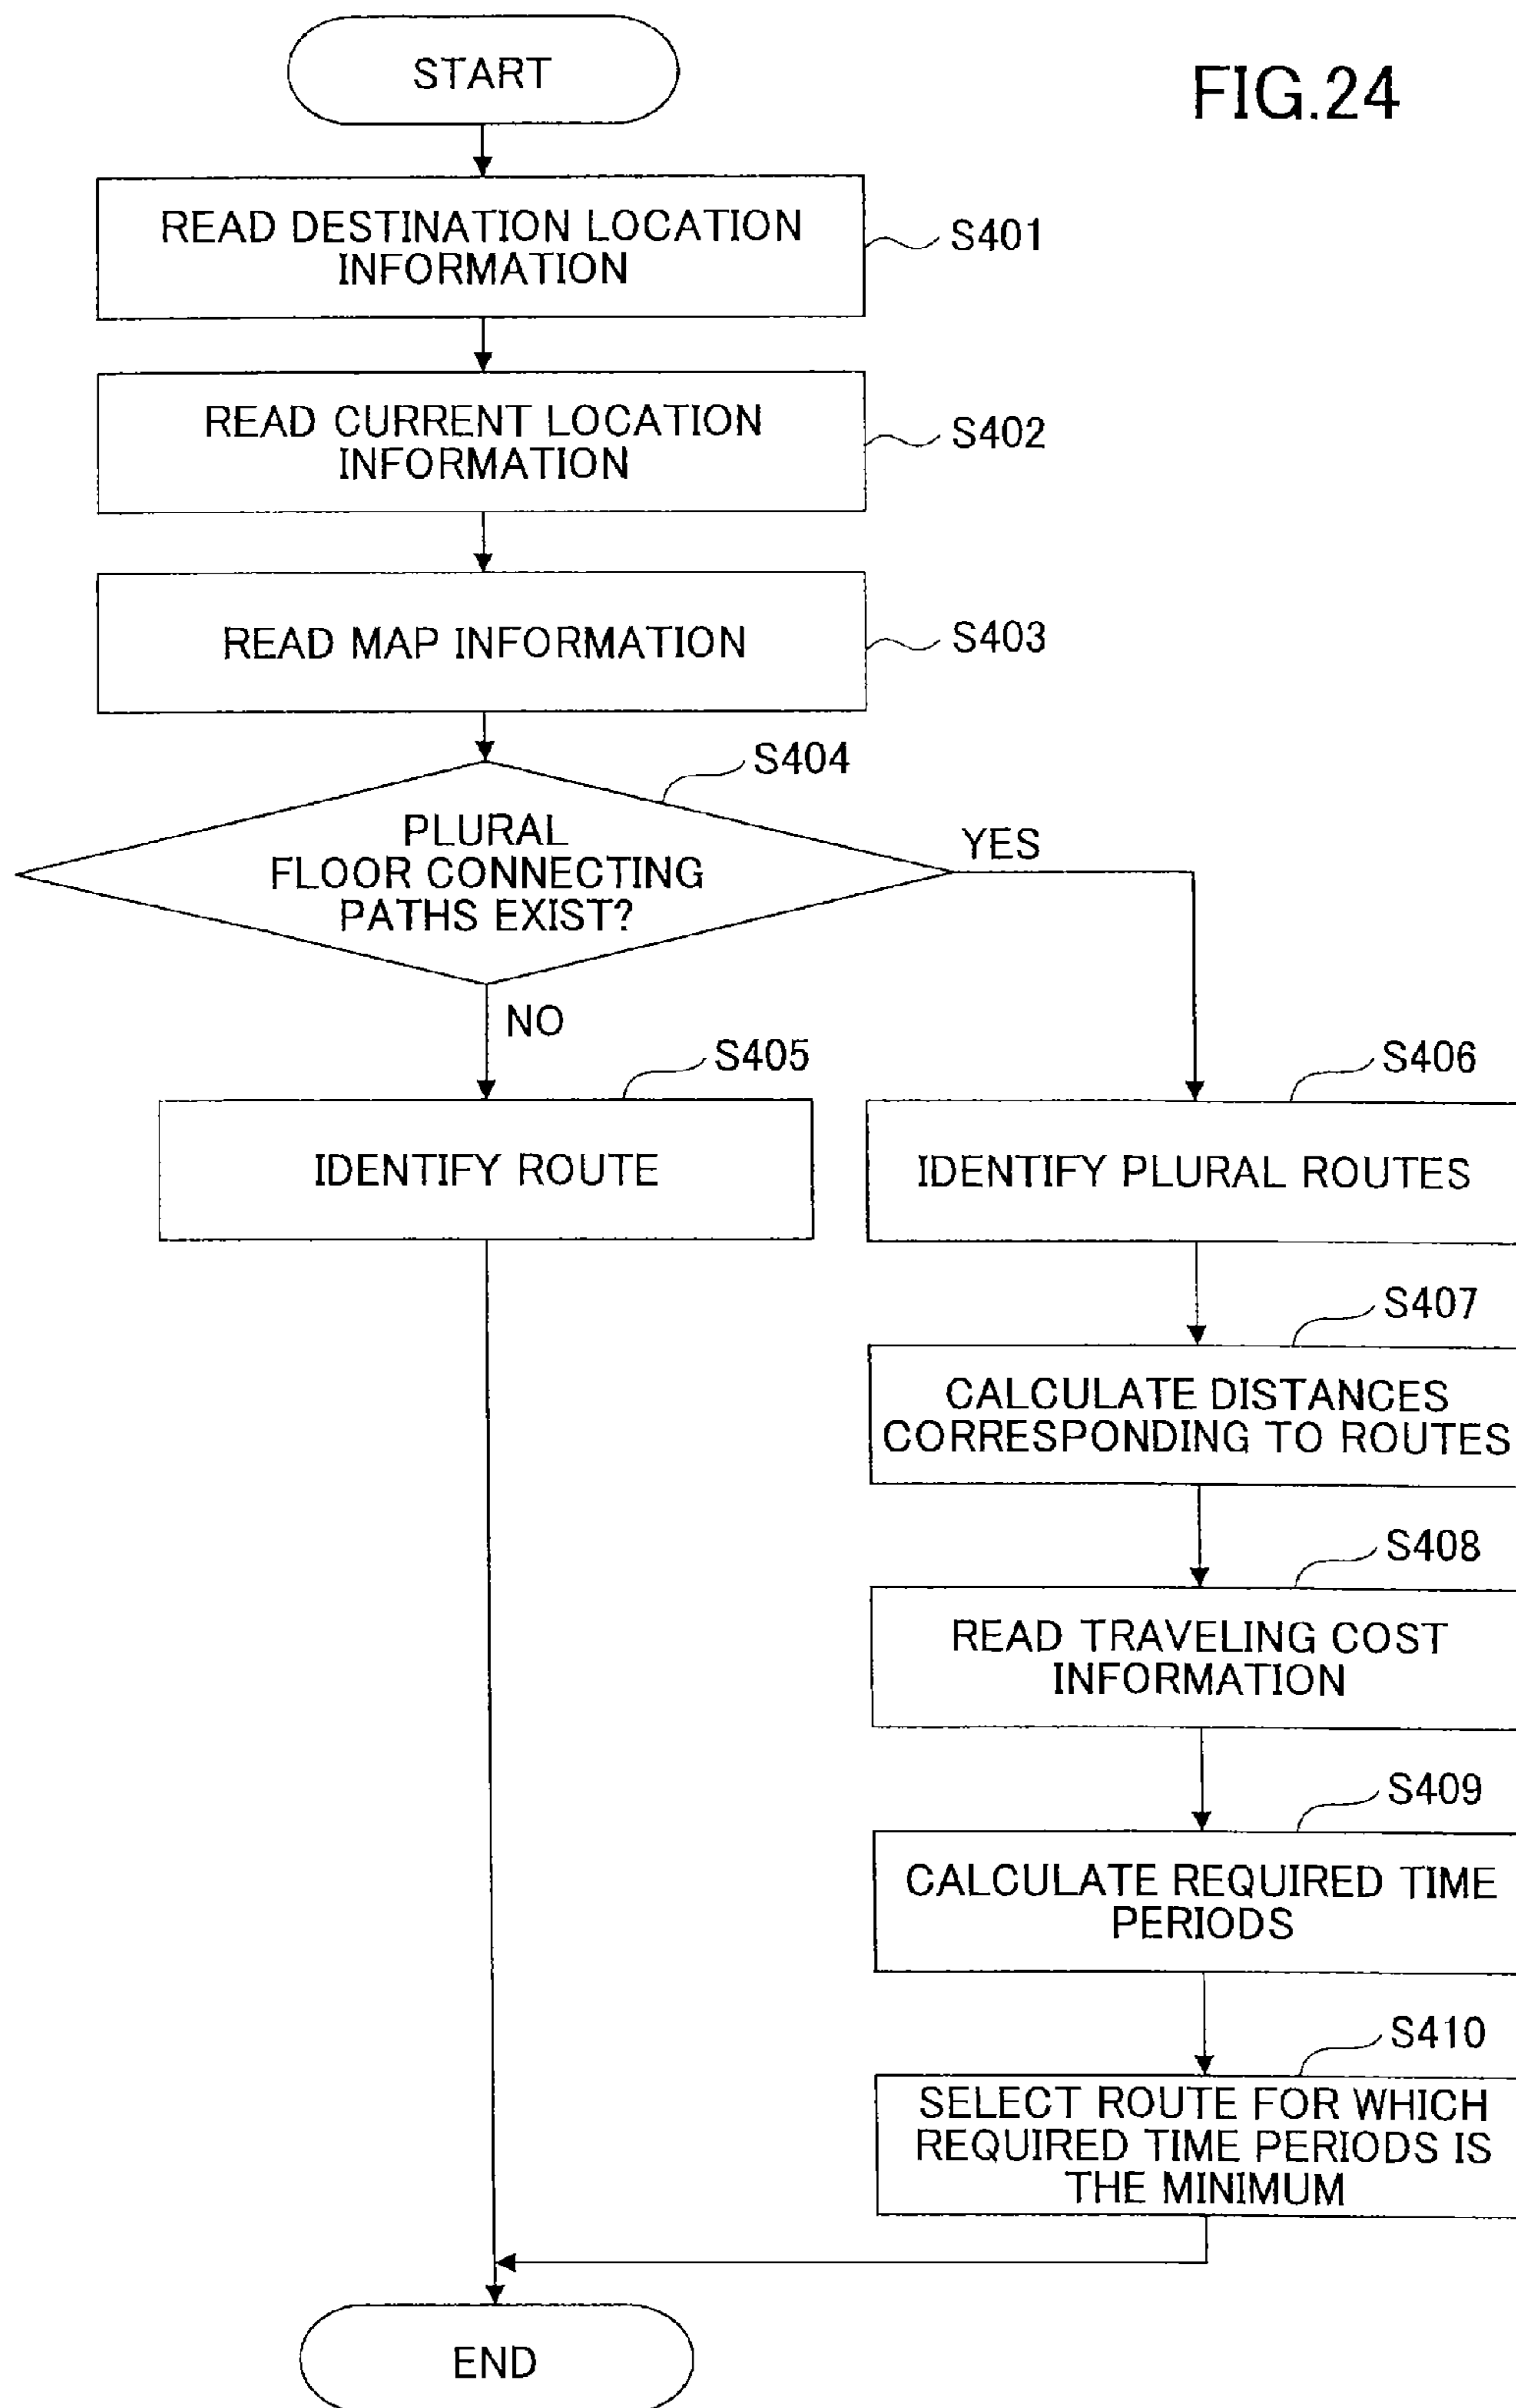 START
FIG.24
READ DESTINATION LOCATION
INFORMATION
S401
READ CURRENT LOCATION
INFORMATION
S402
READ MAP INFORMATION
S403
S404
PLURAL
FLOOR CONNECTING
PATHS EXIST?
YES
NO
S405
IDENTIFY ROUTE
S406
IDENTIFY PLURAL ROUTES
S407
CALCULATE DISTANCES
CORRESPONDING TO ROUTES
S408
READ TRAVELING COST
INFORMATION
S409
CALCULATE REQUIRED TIME
PERIODS
S410
SELECT ROUTE FOR WHICH
REQUIRED TIME PERIODS IS
THE MINIMUM
END